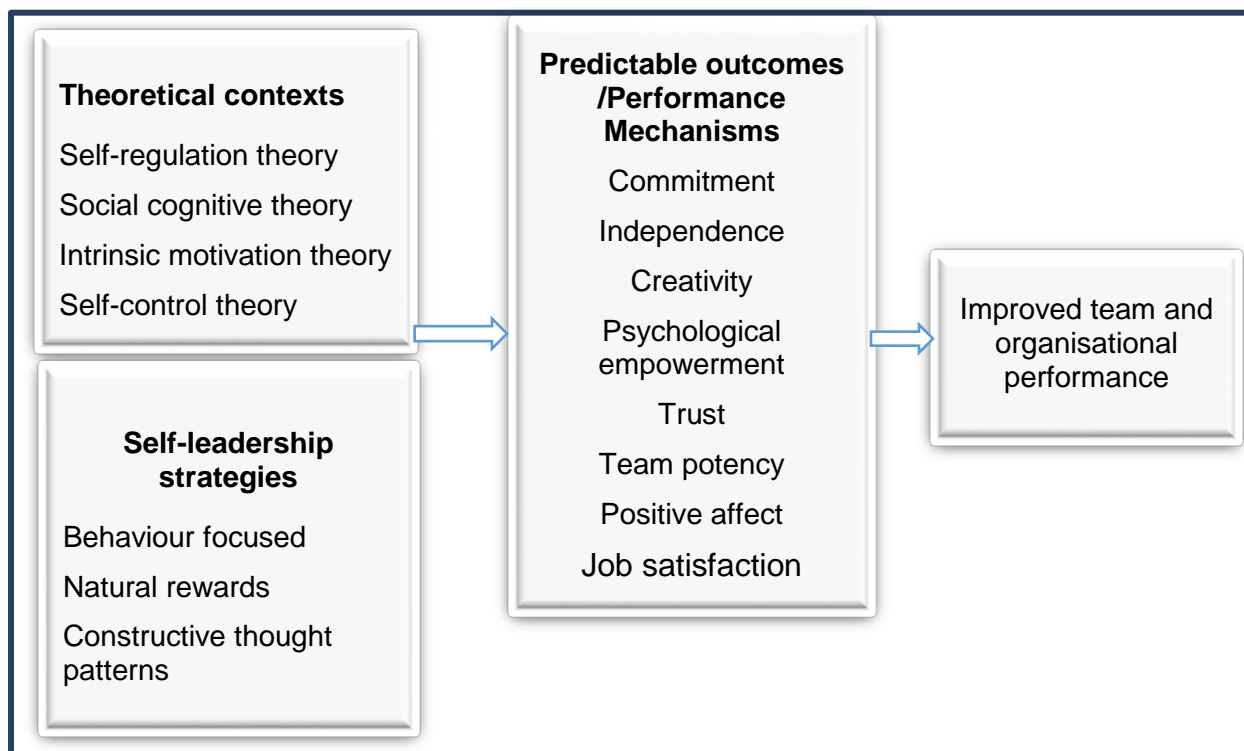 Theoretical contexts
Self-regulation theory
Social cognitive theory
Intrinsic motivation theory
Self-control theory
Self-leadership
strategies
Behaviour focused
Natural rewards
Constructive thought
patterns
Predictable outcomes
/Performance
Mechanisms
Commitment
Independence
Creativity
Psychological
empowerment
Trust
Team potency
Positive affect
Job satisfaction
Improved team and
organisational
performance